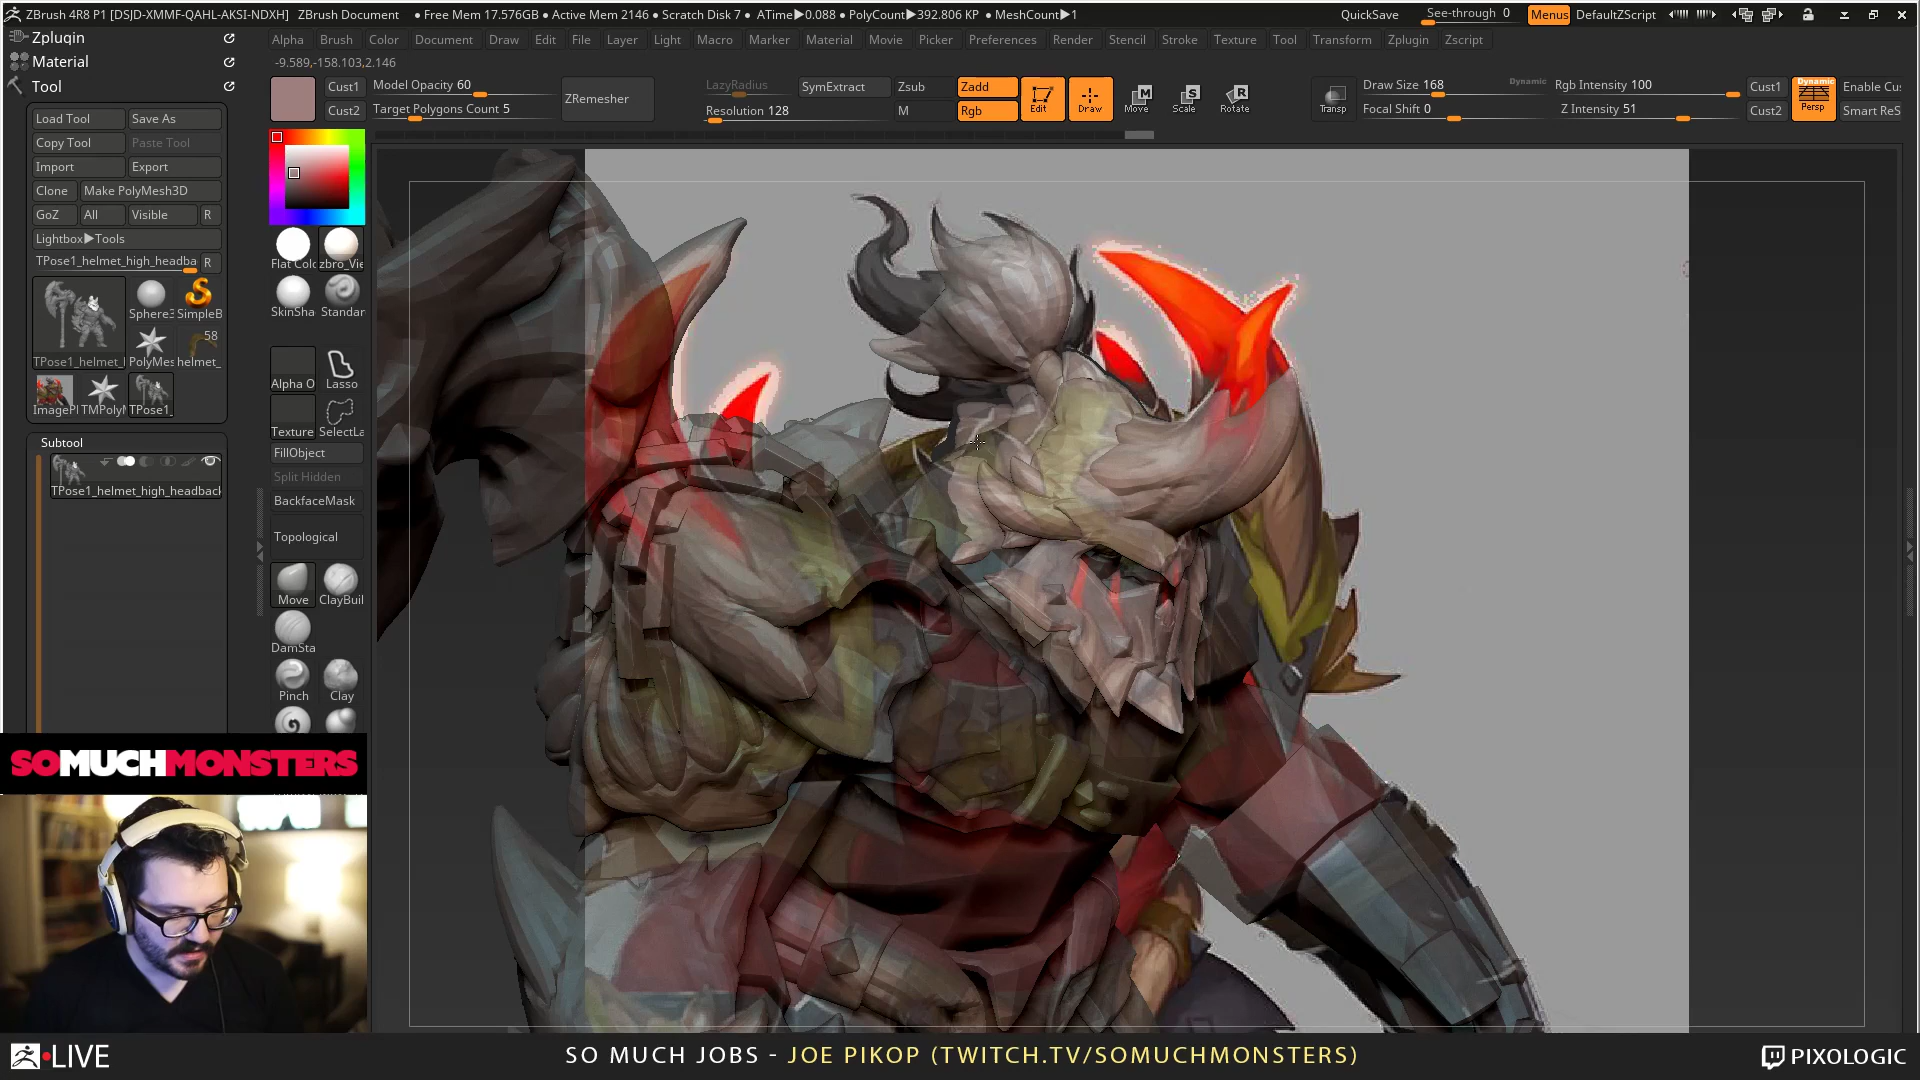 ZBrush 4R8 P1 [DSJD-XMMF-QAHL-AKSI-NDXH] ZBrush Document • Free Mem 17.576GB • Active Mem 2146 • Scratch Disk 7 • ATime▶0.088 • PolyCount▶392.806 KP • MeshCount▶1 QuickSave See-through 0 Menus DefaultZScript
Zplugin
Alpha Brush Color Document Draw Edit File Layer Light Macro Marker Material Movie Picker Preferences Render Stencil Stroke Texture Tool Transform Zplugin Zscript
Material
-9.589,-158.103,2.146
Tool
Cust1 Model Opacity 60 ZRemesher LazyRadius SymExtract Zsub Zadd Edit Draw Move Scale Rotate Transp Draw Size 168 Dynamic Rgb Intensity 100 Cust1 Dynamic Persp Enable Cus
Cust2 Target Polygons Count 5 Resolution 128 M Rgb Focal Shift 0 Z Intensity 51 Cust2 Smart ReS
Load Tool Save As
Copy Tool Paste Tool
Import Export
Clone Make PolyMesh3D
GoZ All Visible R
Lightbox▶Tools
TPose1_helmet_high_headba R
Flat Colo zbro_Vie
SkinSha Standar
Sphere3 SimpleB
58
TPose1_helmet_ PolyMes helmet_
ImagePl TMPolyM TPose1_
Alpha O Lasso
Texture SelectLa
Subtool
TPose1_helmet_high_headback
FillObject
Split Hidden
BackfaceMask
Topological
Move ClayBuil
DamSta
Pinch Clay
SOMUCHMONSTERS
LIVE
SO MUCH JOBS - JOE PIKOP (TWITCH.TV/SOMUCHMONSTERS)
PIXOLOGIC